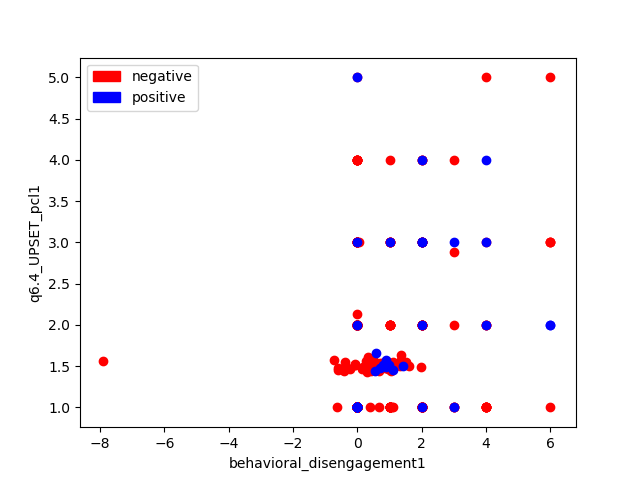 negative
positive
5.0
4.5
4.0
3.5
3.0
2.5
2.0
1.5
1.0
q6.4_UPSET_pcl1
−8 −6 −4 −2 0 2 4 6
behavioral_disengagement1